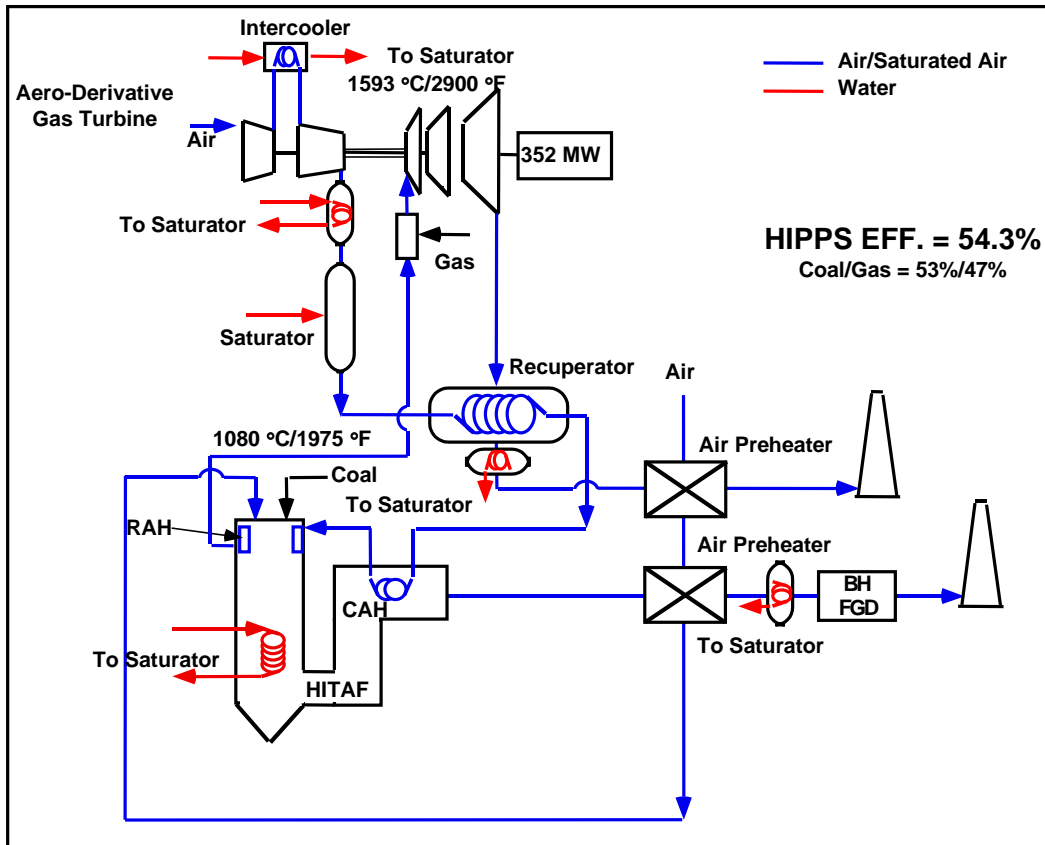 Intercooler
To Saturator
1593 ºC/2900 ºF
Air/Saturated Air
Water
Aero-Derivative
Gas Turbine
Air
352 MW
To Saturator
Gas
HIPPS EFF. = 54.3%
Coal/Gas = 53%/47%
Saturator
Recuperator
Air
1080 ºC/1975 ºF
Air Preheater
Coal
To Saturator
RAH
Air Preheater
CAH
BH
FGD
To Saturator
To Saturator
HITAF